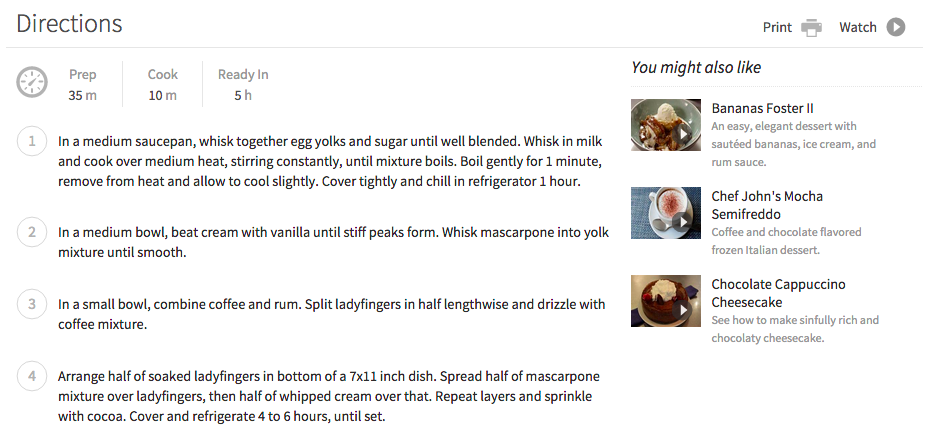 Directions
Print
Watch
Prep
35 m
Cook
10 m
Ready In
5 h
1
In a medium saucepan, whisk together egg yolks and sugar until well blended. Whisk in milk
and cook over medium heat, stirring constantly, until mixture boils. Boil gently for 1 minute,
remove from heat and allow to cool slightly. Cover tightly and chill in refrigerator 1 hour.
2
In a medium bowl, beat cream with vanilla until stiff peaks form. Whisk mascarpone into yolk
mixture until smooth.
3
In a small bowl, combine coffee and rum. Split ladyfingers in half lengthwise and drizzle with
coffee mixture.
4
Arrange half of soaked ladyfingers in bottom of a 7x11 inch dish. Spread half of mascarpone
mixture over ladyfingers, then half of whipped cream over that. Repeat layers and sprinkle
with cocoa. Cover and refrigerate 4 to 6 hours, until set.
You might also like
Bananas Foster II
An easy, elegant dessert with
sautéed bananas, ice cream, and
rum sauce.
Chef John's Mocha
Semifreddo
Coffee and chocolate flavored
frozen Italian dessert.
Chocolate Cappuccino
Cheesecake
See how to make sinfully rich and
chocolaty cheesecake.